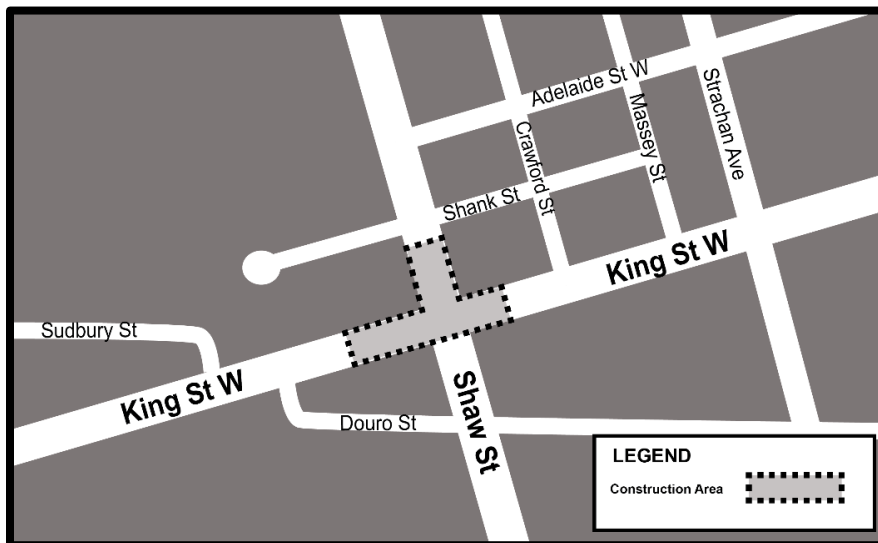 Adelaide St W
Strachan Ave
Massey St
Crawford St
Shank St
King St W
Sudbury St
King St W
Shaw St
Douro St
LEGEND
Construction Area